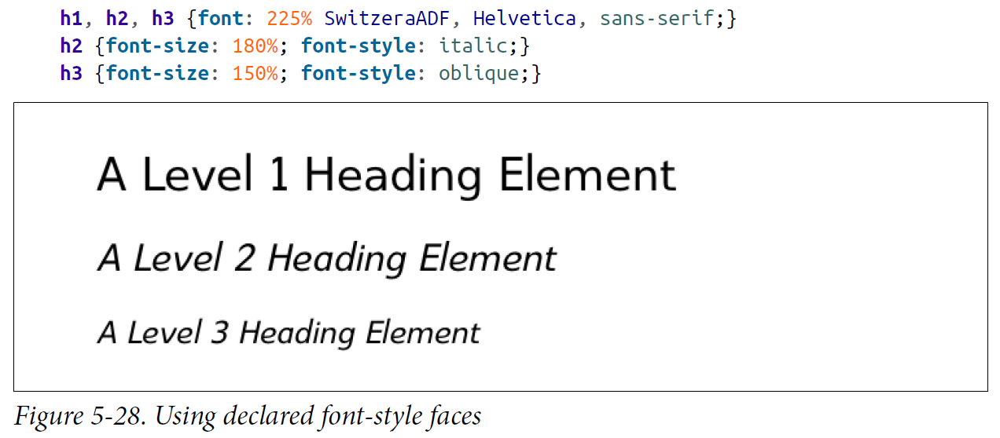 h1, h2, h3 {font: 225% SwitzeraADF, Helvetica, sans-serif;}
h2 {font-size: 180%; font-style: italic;}
h3 {font-size: 150%; font-style: oblique;}
A Level 1 Heading Element
A Level 2 Heading Element
A Level 3 Heading Element
Figure 5-28. Using declared font-style faces